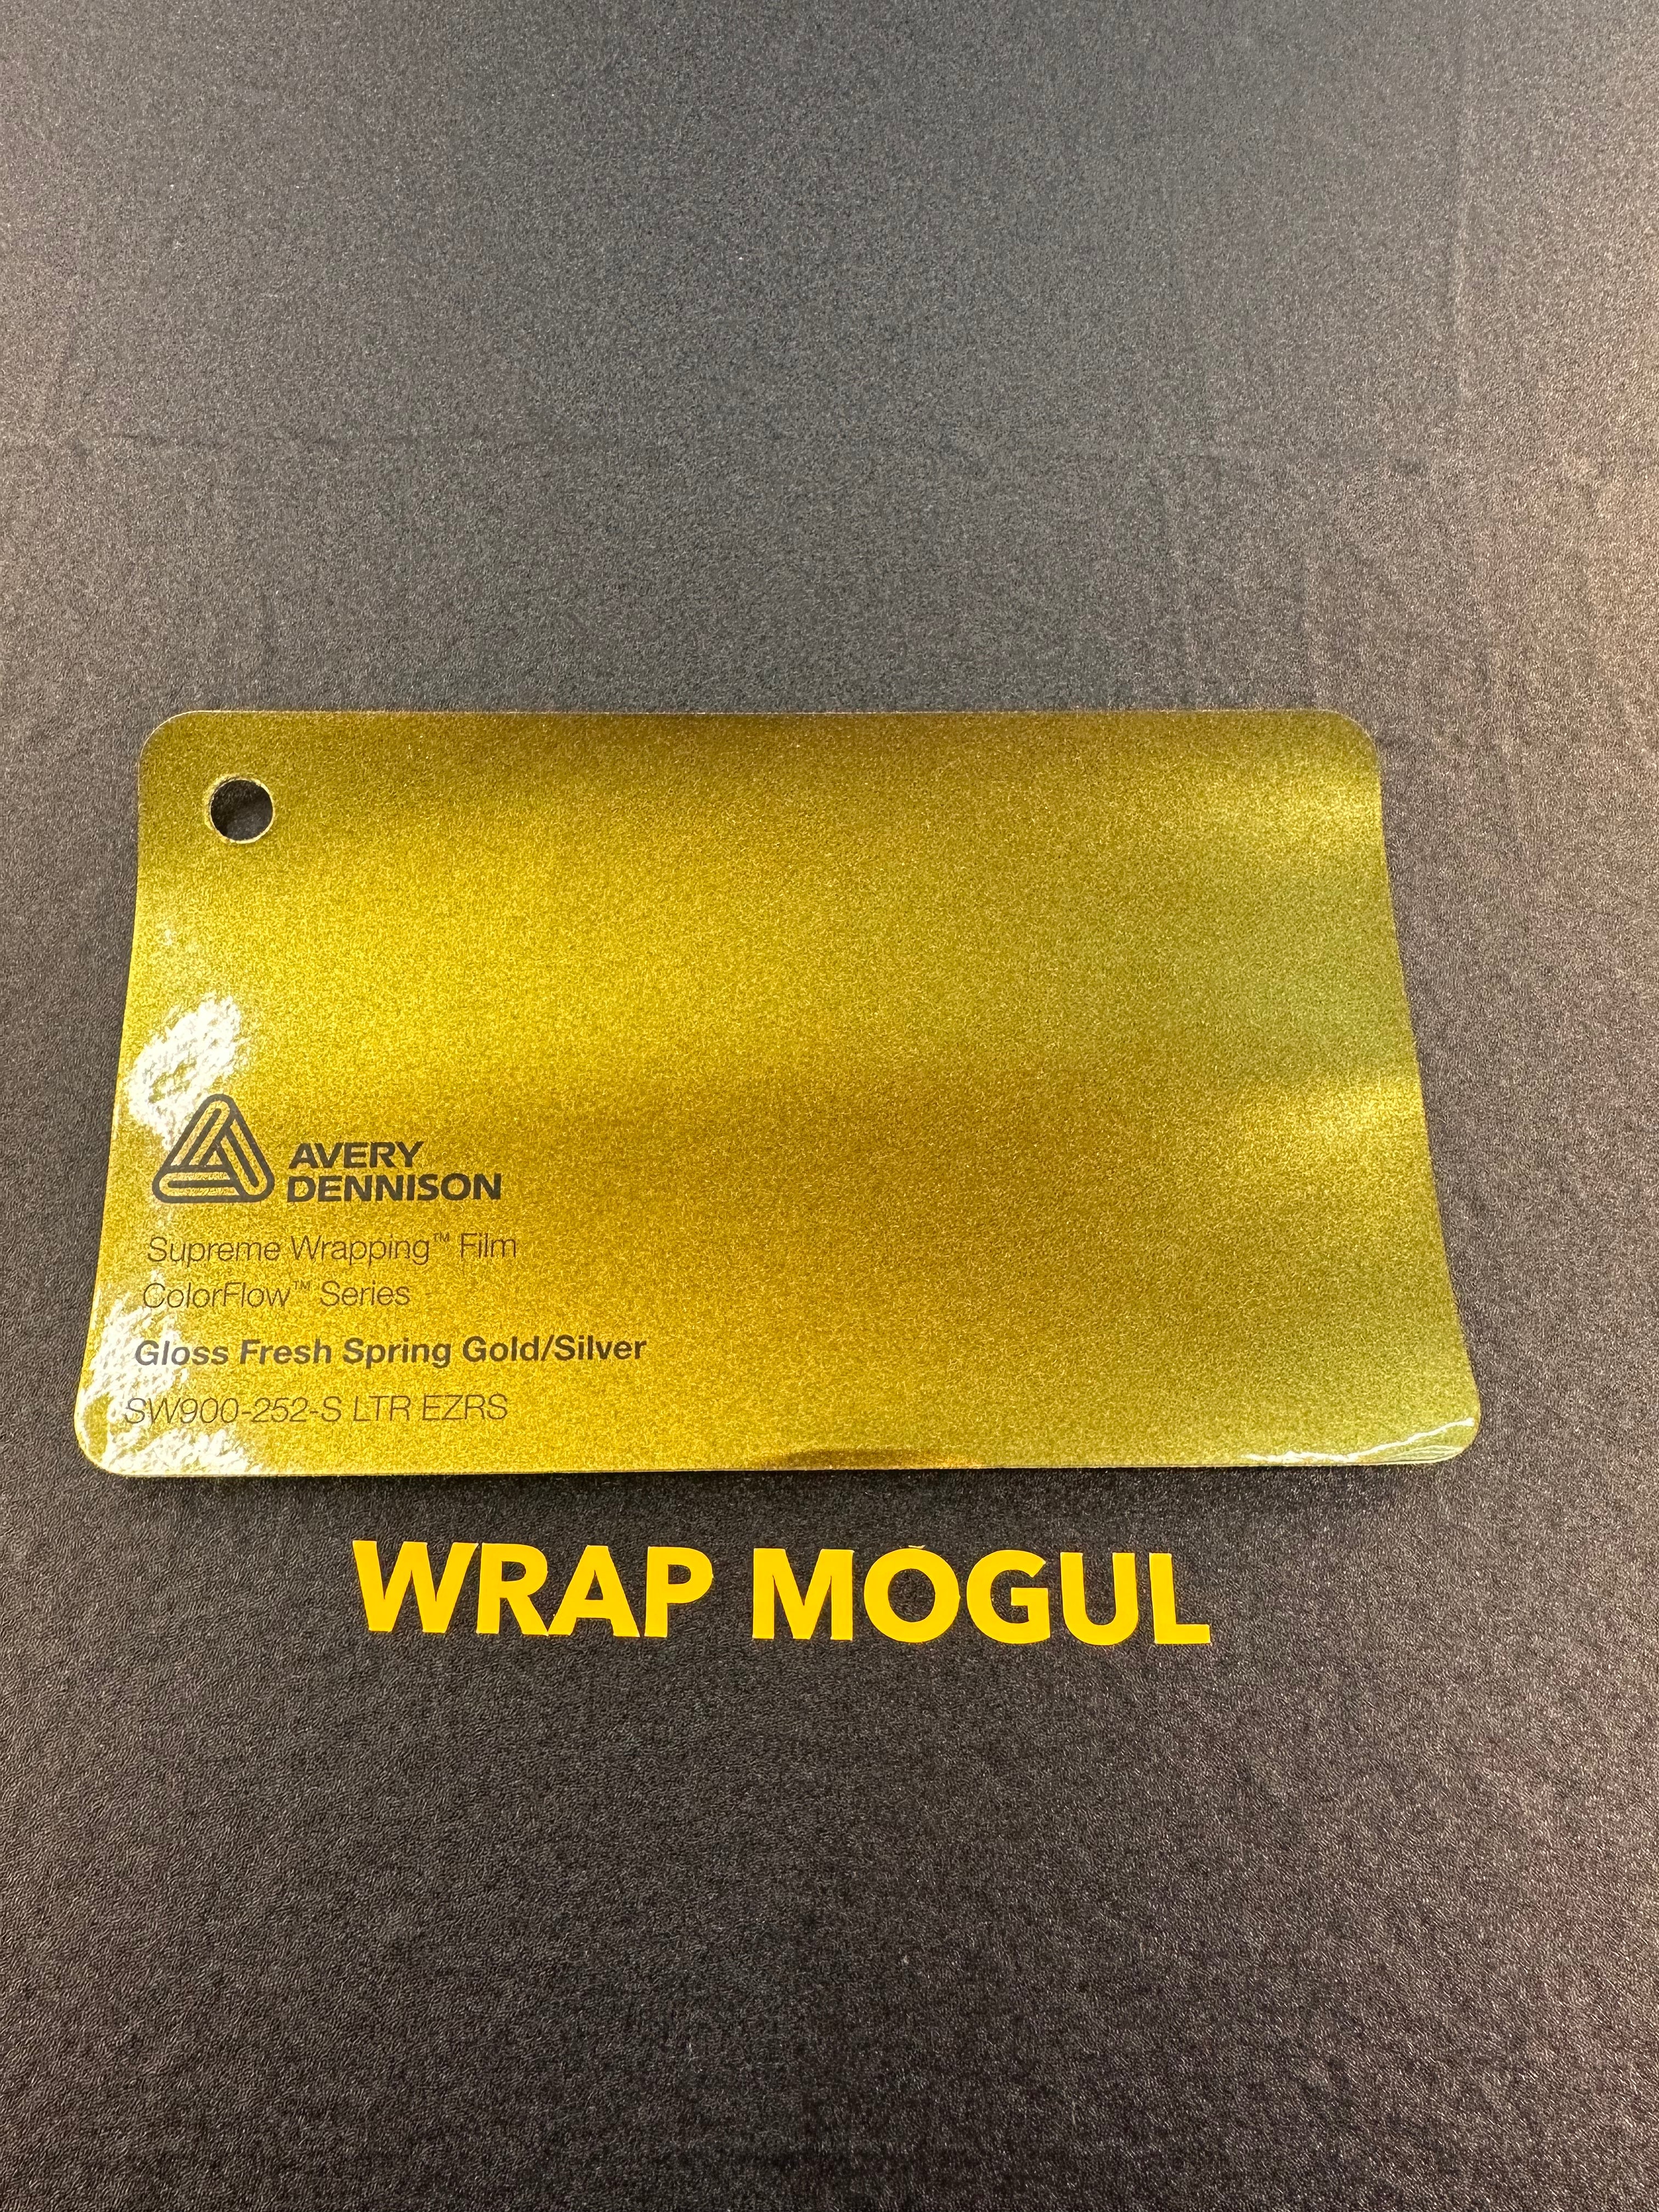 AVERY
DENNISON
Supreme Wrapping™ Film
ColorFlow™ Series
Gloss Fresh Spring Gold/Silver
SW900-252-S LTR EZRS
WRAP MOGUL